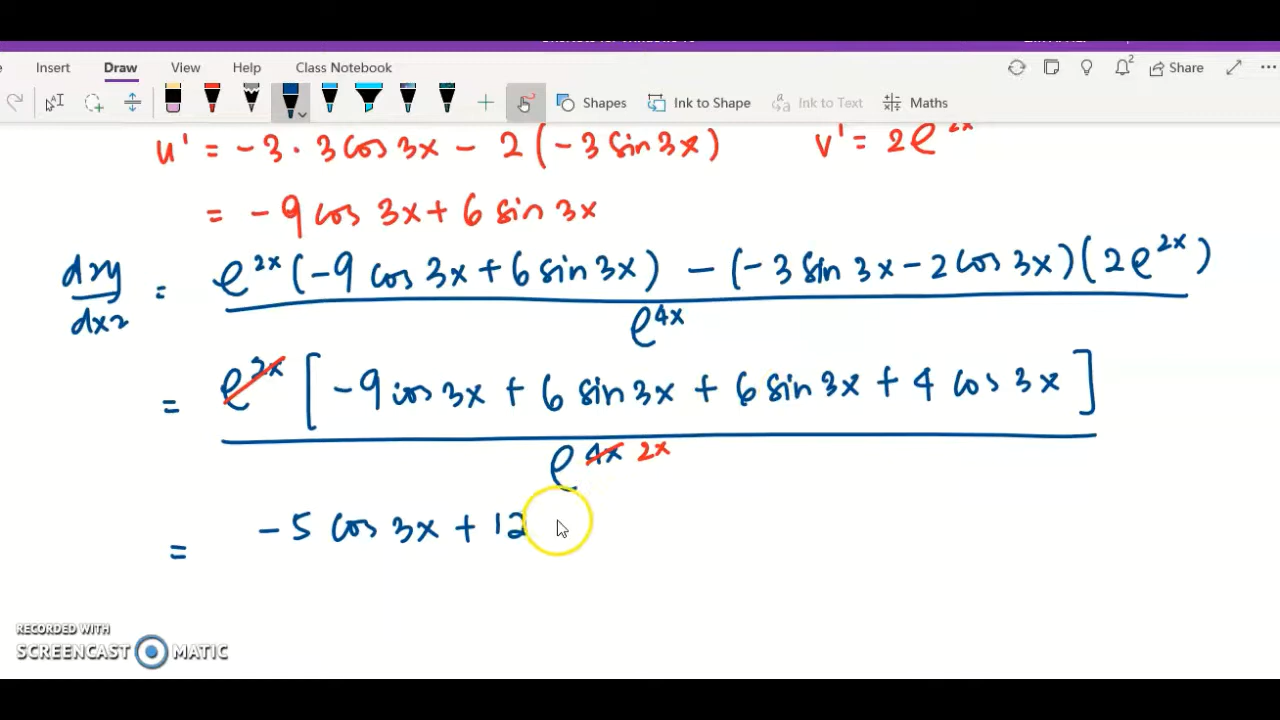 Insert Draw View Help Class Notebook 2 Share
Shapes Ink to Shape Ink to Text Maths
u' = -3 · 3 cos 3x - 2 (-3 sin 3x) v' = 2e^2x
= -9 cos 3x + 6 sin 3x
d²y/dx² = e^2x (-9 cos 3x + 6 sin 3x) - (-3 sin 3x - 2 cos 3x)(2e^2x)
e^4x
= e^2x [ -9 cos 3x + 6 sin 3x + 6 sin 3x + 4 cos 3x ]
e^4x 2x
= -5 cos 3x + 12
RECORDED WITH
SCREENCAST MATIC